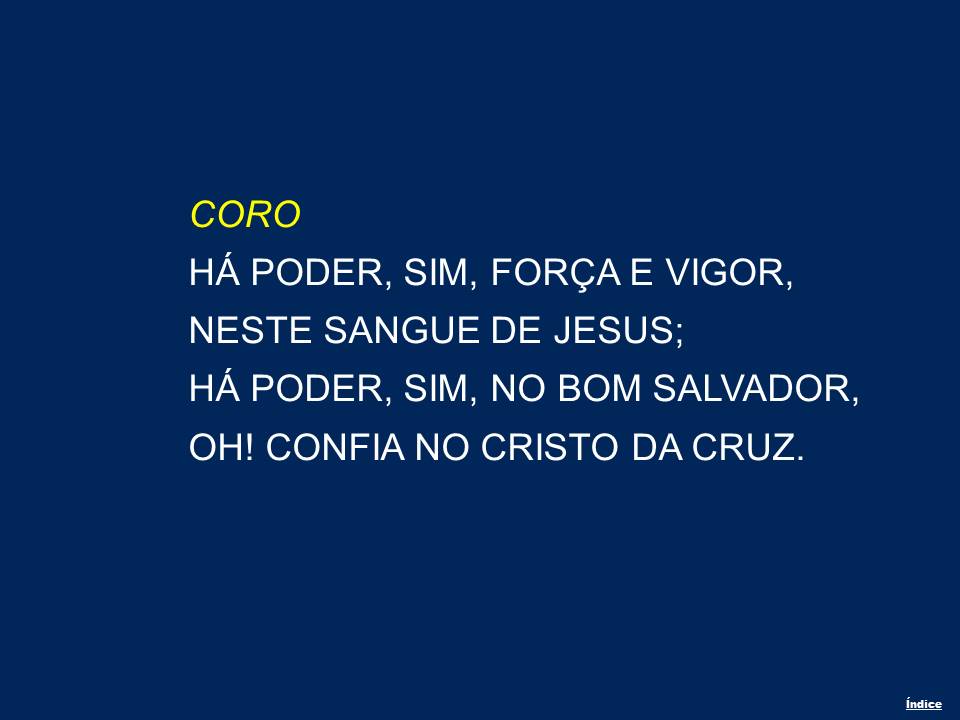 CORO
HÁ PODER, SIM, FORÇA E VIGOR,
NESTE SANGUE DE JESUS;
HÁ PODER, SIM, NO BOM SALVADOR,
OH! CONFIA NO CRISTO DA CRUZ.
Índice